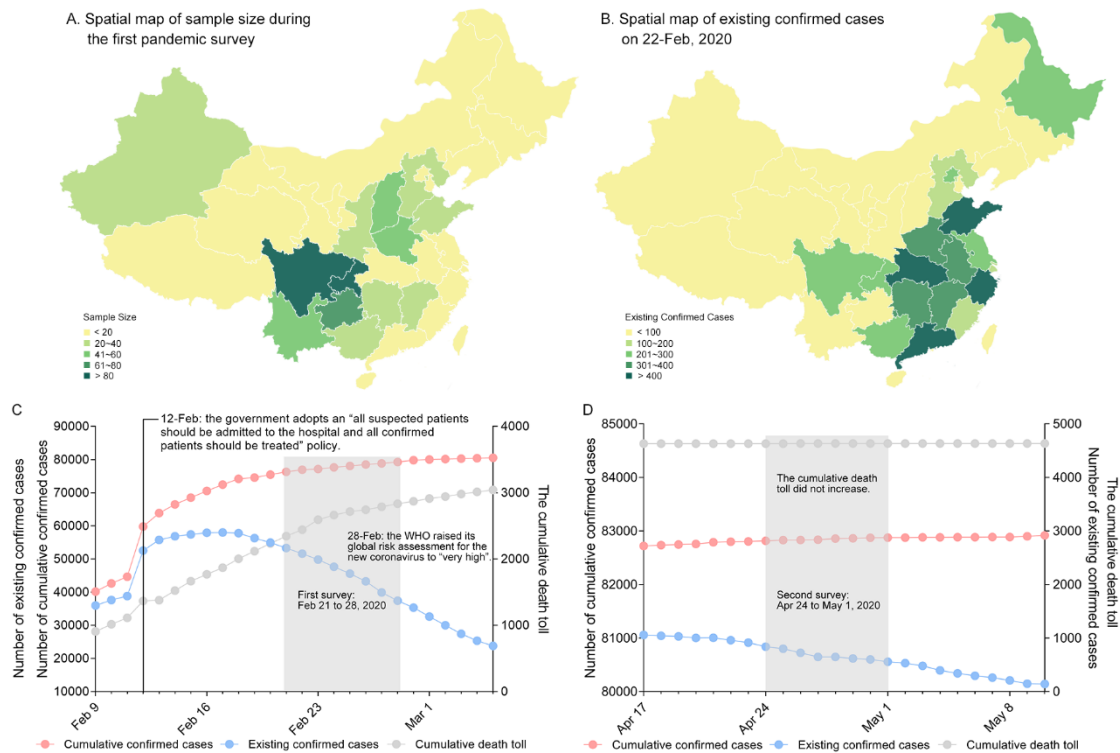 A. Spatial map of sample size during
the first pandemic survey
B. Spatial map of existing confirmed cases
on 22-Feb, 2020
Sample Size
< 20
20~40
41~60
61~80
> 80
Existing Confirmed Cases
< 100
100~200
201~300
301~400
> 400
C
12-Feb: the government adopts an “all suspected patients
should be admitted to the hospital and all confirmed
patients should be treated” policy.
90000
80000
70000
60000
50000
40000
30000
20000
10000
Number of existing confirmed cases
Number of cumulative confirmed cases
4000
3000
2000
1000
0
The cumulative death toll
28-Feb: the WHO raised its
global risk assessment for the
new coronavirus to “very high”.
First survey:
Feb 21 to 28, 2020
Feb 9
Feb 16
Feb 23
Mar 1
Cumulative confirmed cases
Existing confirmed cases
Cumulative death toll
D
85000
84000
83000
82000
81000
80000
Number of cumulative confirmed cases
5000
4000
3000
2000
1000
0
The cumulative death toll
Number of existing confirmed cases
The cumulative death
toll did not increase.
Second survey:
Apr 24 to May 1, 2020
Apr 17
Apr 24
May 1
May 8
Cumulative confirmed cases
Existing confirmed cases
Cumulative death toll